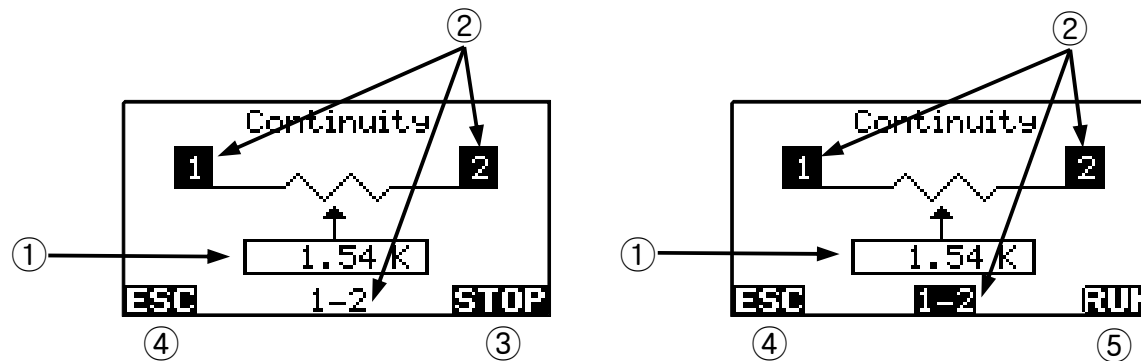 ② ②
Continuity Continuity
1 2 1 2
① 1.54 K ① 1.54 K
ESC 1-2 STOP ESC 1-2
④ ③ ④ ⑤